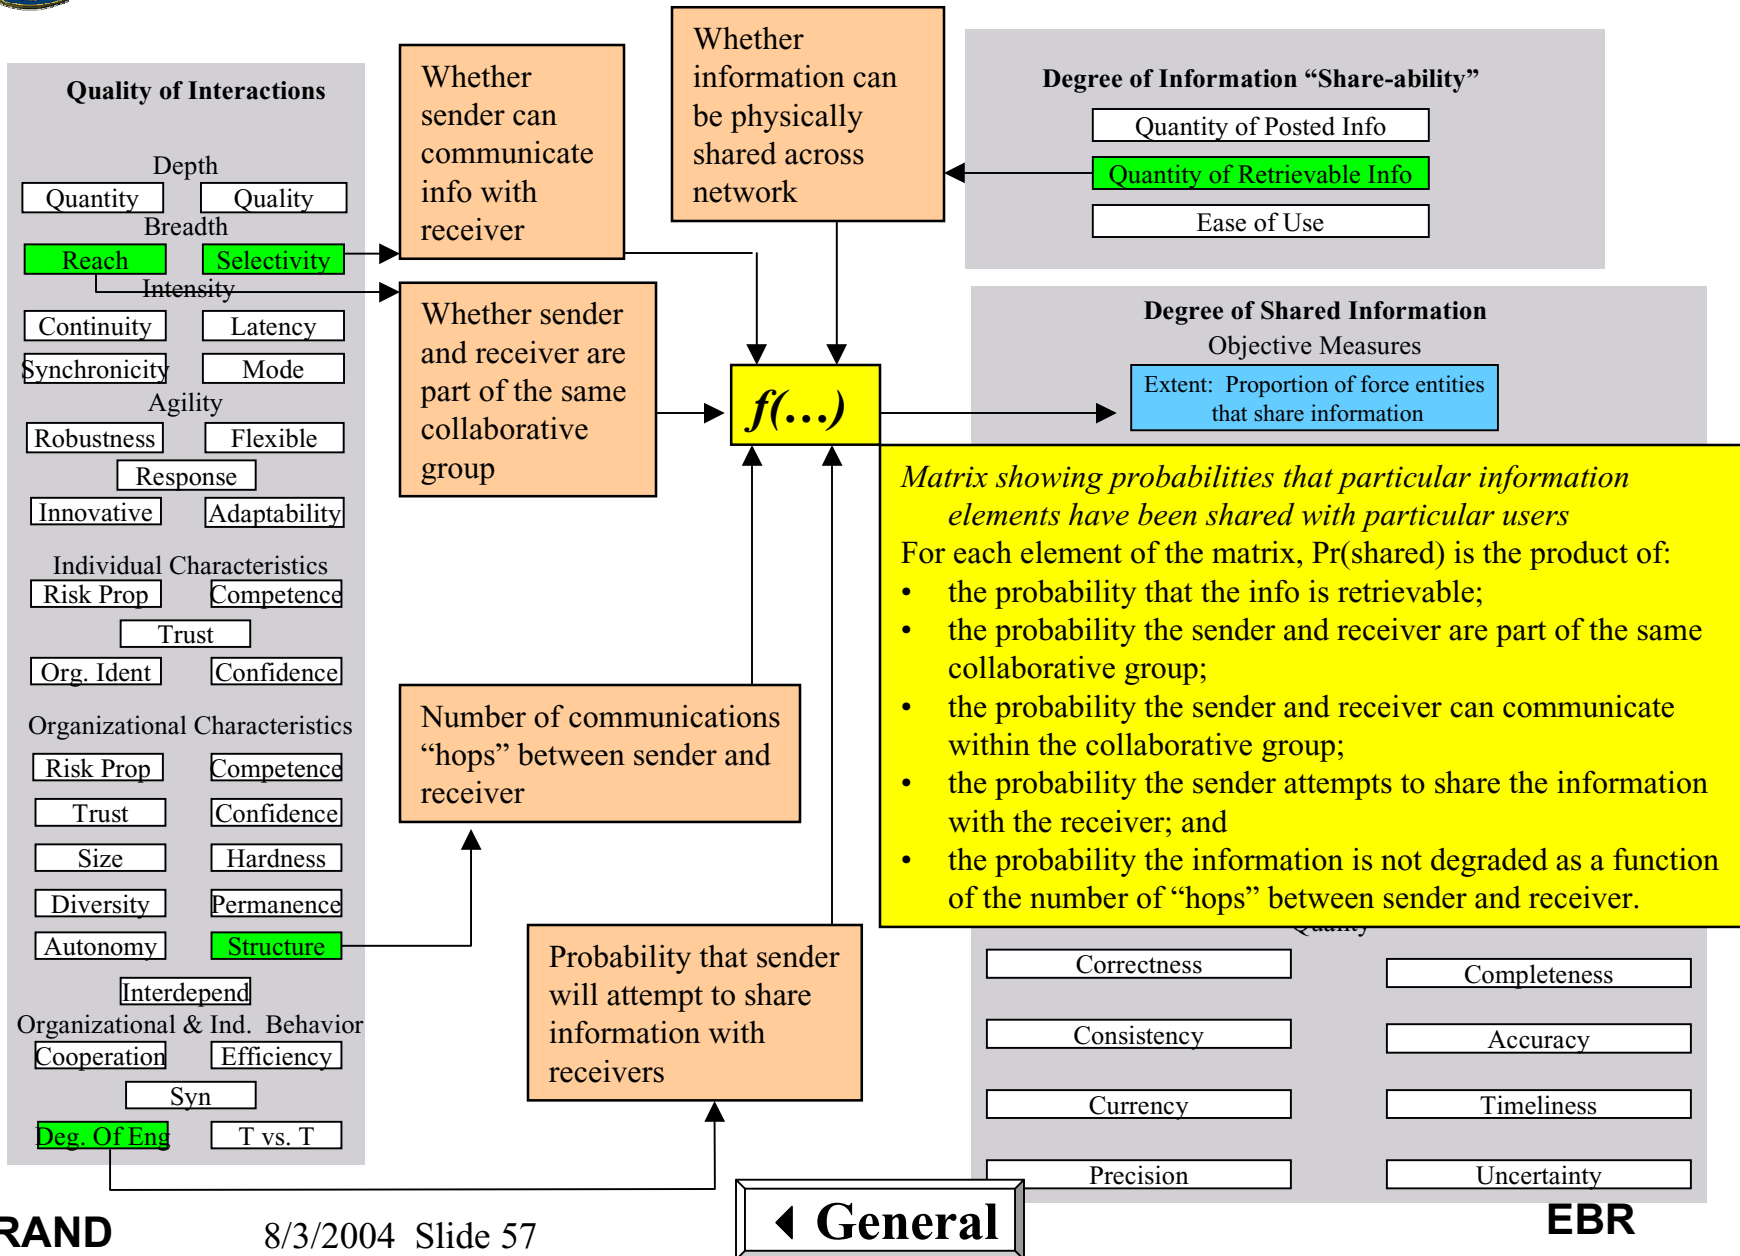 Quality of Interactions
Depth
Quantity
Quality
Breadth
Reach
Selectivity
Intensity
Continuity
Latency
Synchronicity
Mode
Agility
Robustness
Flexible
Response
Innovative
Adaptability
Individual Characteristics
Risk Prop
Competence
Trust
Org. Ident
Confidence
Organizational Characteristics
Risk Prop
Competence
Trust
Confidence
Size
Hardness
Diversity
Permanence
Autonomy
Structure
Interdepend
Organizational & Ind. Behavior
Cooperation
Efficiency
Syn
Deg. Of Eng
T vs. T
Whether
sender can
communicate
info with
receiver
Whether sender
and receiver are
part of the same
collaborative
group
Whether
information can
be physically
shared across
network
Number of communications
“hops” between sender and
receiver
Probability that sender
will attempt to share
information with
receivers
f(…)
Degree of Information “Share-ability”
Quantity of Posted Info
Quantity of Retrievable Info
Ease of Use
Degree of Shared Information
Objective Measures
Extent: Proportion of force entities
that share information
Matrix showing probabilities that particular information
elements have been shared with particular users
For each element of the matrix, Pr(shared) is the product of:
• the probability that the info is retrievable;
• the probability the sender and receiver are part of the same
collaborative group;
• the probability the sender and receiver can communicate
within the collaborative group;
• the probability the sender attempts to share the information
with the receiver; and
• the probability the information is not degraded as a function
of the number of “hops” between sender and receiver.
Quality
Correctness
Completeness
Consistency
Accuracy
Currency
Timeliness
Precision
Uncertainty
RAND
8/3/2004 Slide 57
General
EBR